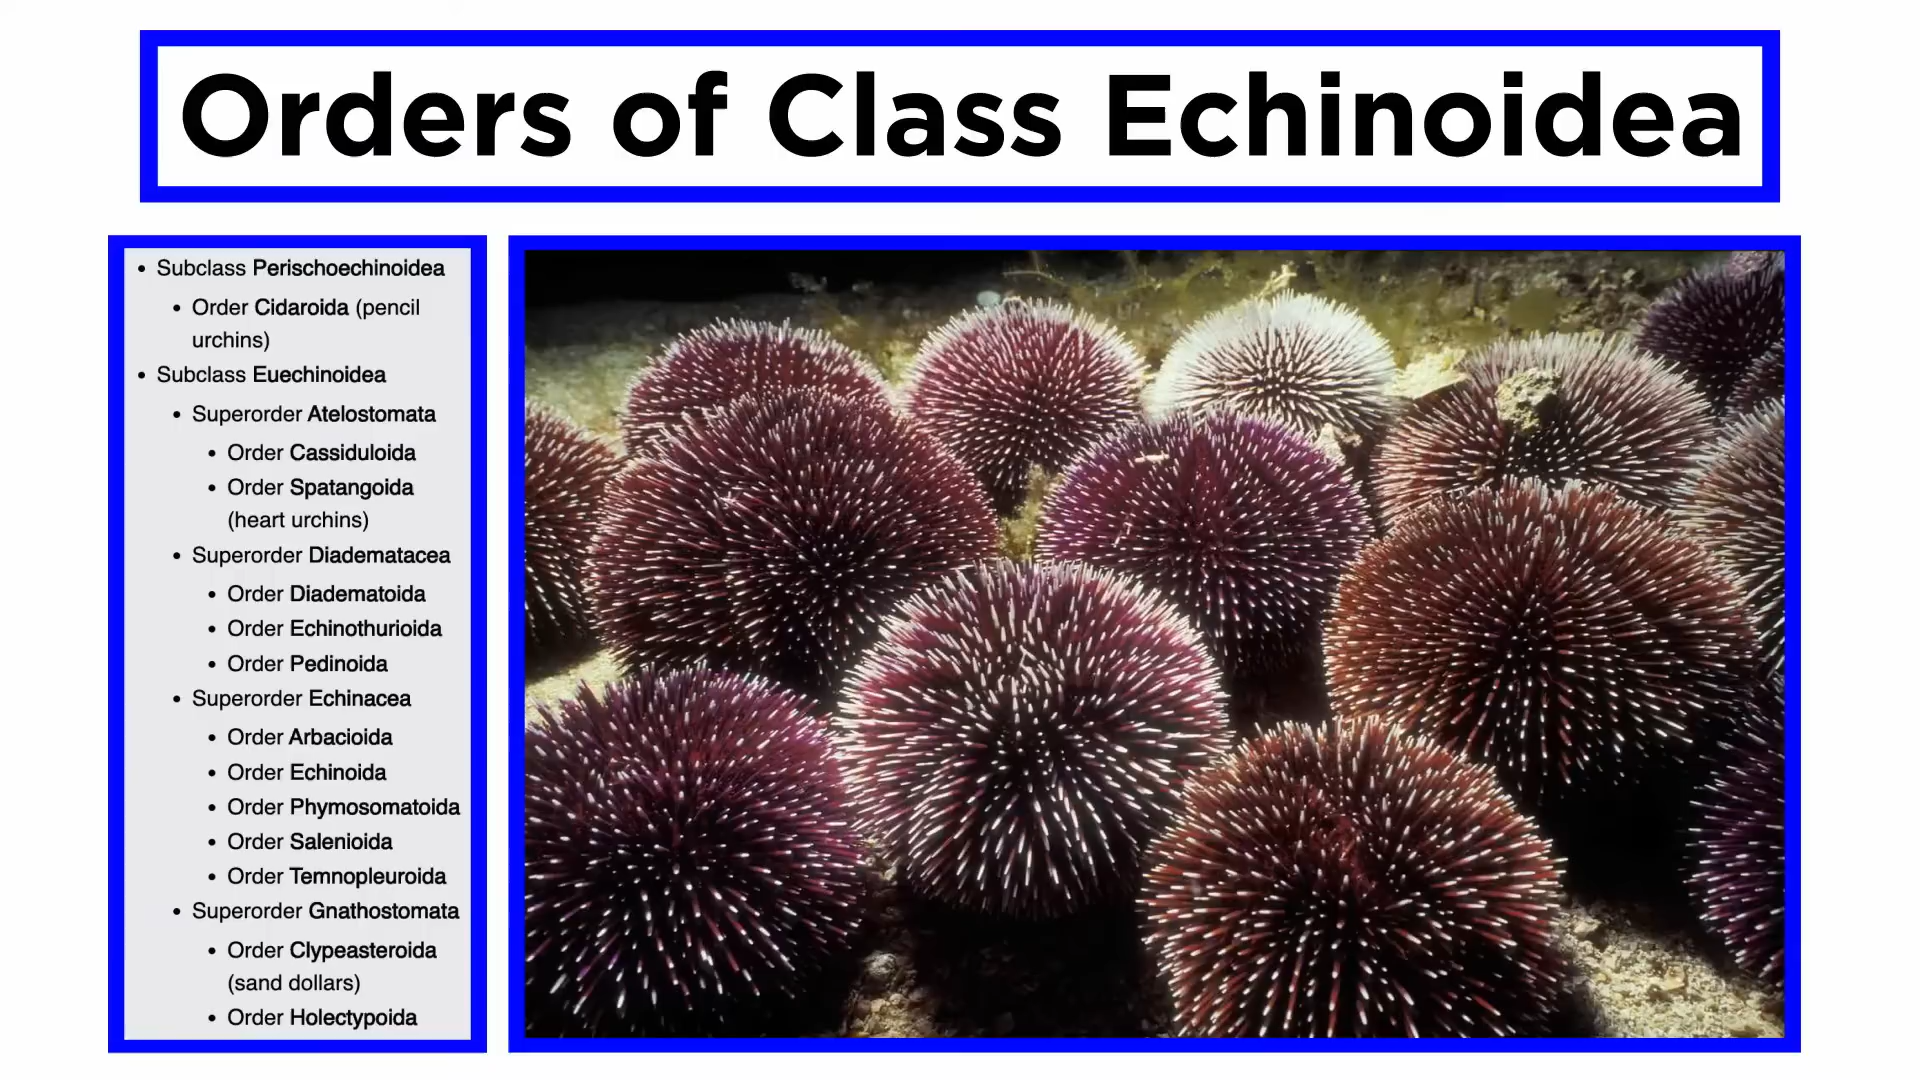 Orders of Class Echinoidea
• Subclass Perischoechinoidea
• Order Cidaroida (pencil
urchins)
• Subclass Euechinoidea
• Superorder Atelostomata
• Order Cassiduloida
• Order Spatangoida
(heart urchins)
• Superorder Diadematacea
• Order Diadematoida
• Order Echinothurioida
• Order Pedinoida
• Superorder Echinacea
• Order Arbacioida
• Order Echinoida
• Order Phymosomatoida
• Order Salenioida
• Order Temnopleuroida
• Superorder Gnathostomata
• Order Clypeasteroida
(sand dollars)
• Order Holectypoida